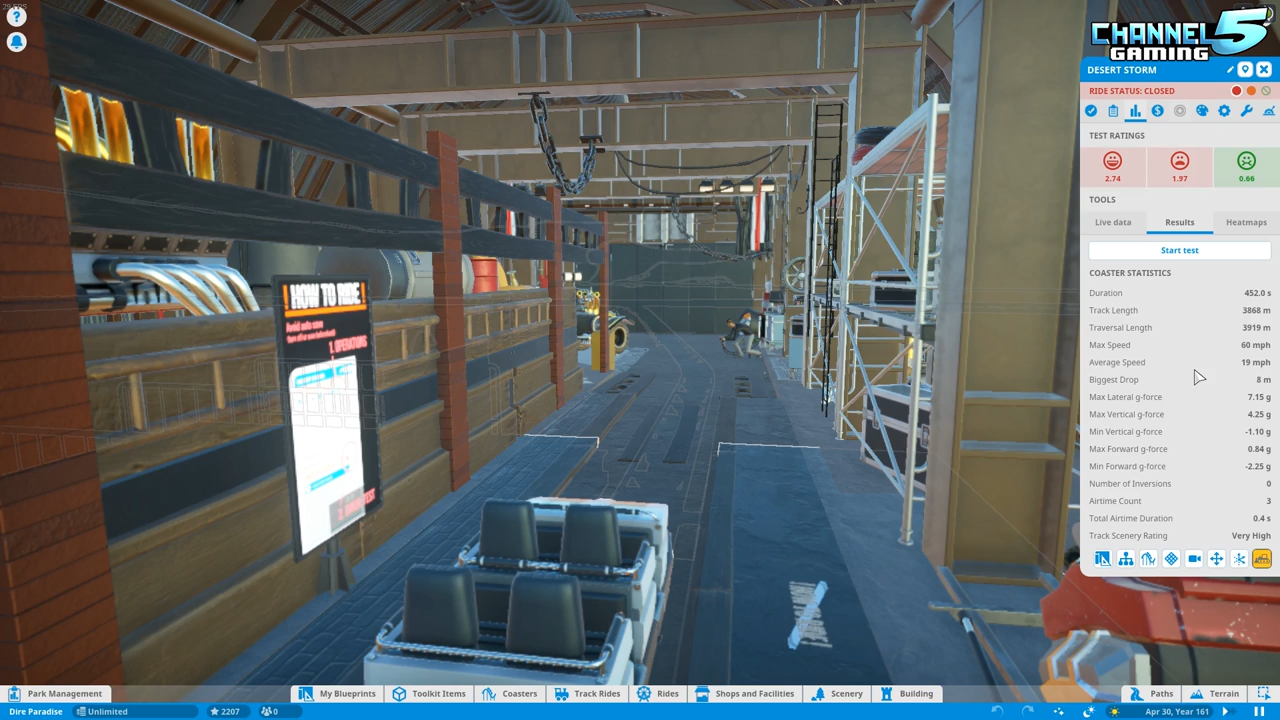 CHANNEL 5
GAMING
DESERT STORM
RIDE STATUS: CLOSED
TEST RATINGS
2.74 1.97 0.66
TOOLS
Live data Results Heatmaps
Start test
COASTER STATISTICS
Duration 452.0 s
Track Length 3868 m
Traversal Length 3919 m
Max Speed 60 mph
Average Speed 19 mph
Biggest Drop 8 m
Max Lateral g-force 7.15 g
Max Vertical g-force 4.25 g
Min Vertical g-force -1.10 g
Max Forward g-force 0.84 g
Min Forward g-force -2.25 g
Number of Inversions 0
Airtime Count 3
Total Airtime Duration 0.4 s
Track Scenery Rating Very High
! HOW TO RIDE !
Avoid auto save
1. OPERATIONS
Park Management My Blueprints Toolkit Items Coasters Track Rides Rides Shops and Facilities Scenery Building Paths Terrain
Dire Paradise Unlimited 2207 0 Apr 30, Year 161